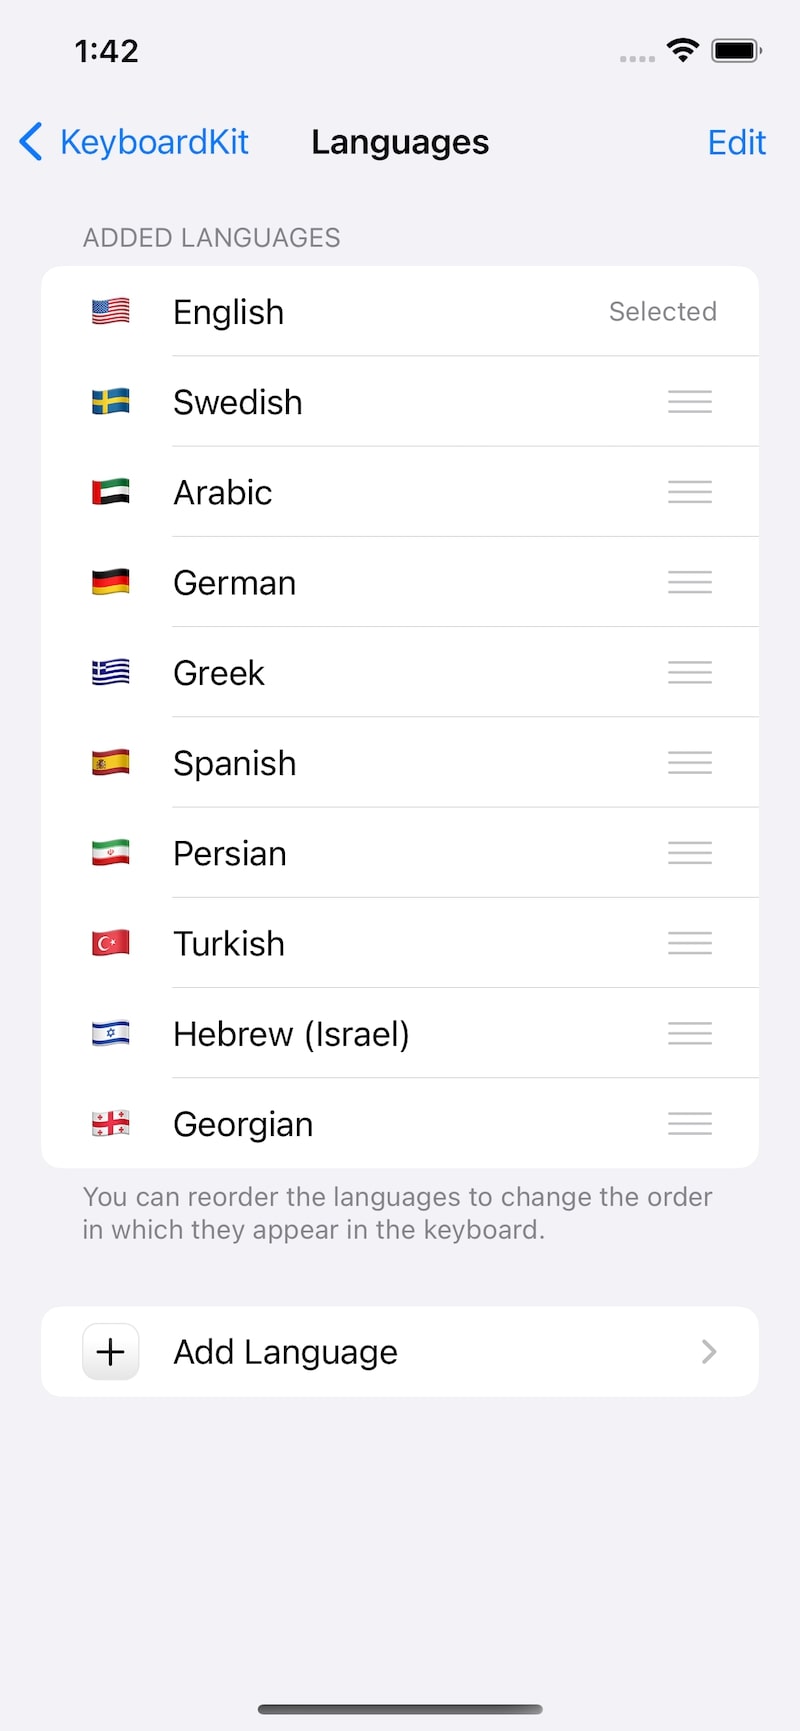 1:42
KeyboardKit Languages Edit
ADDED LANGUAGES
English Selected
Swedish
Arabic
German
Greek
Spanish
Persian
Turkish
Hebrew (Israel)
Georgian
You can reorder the languages to change the order
in which they appear in the keyboard.
Add Language